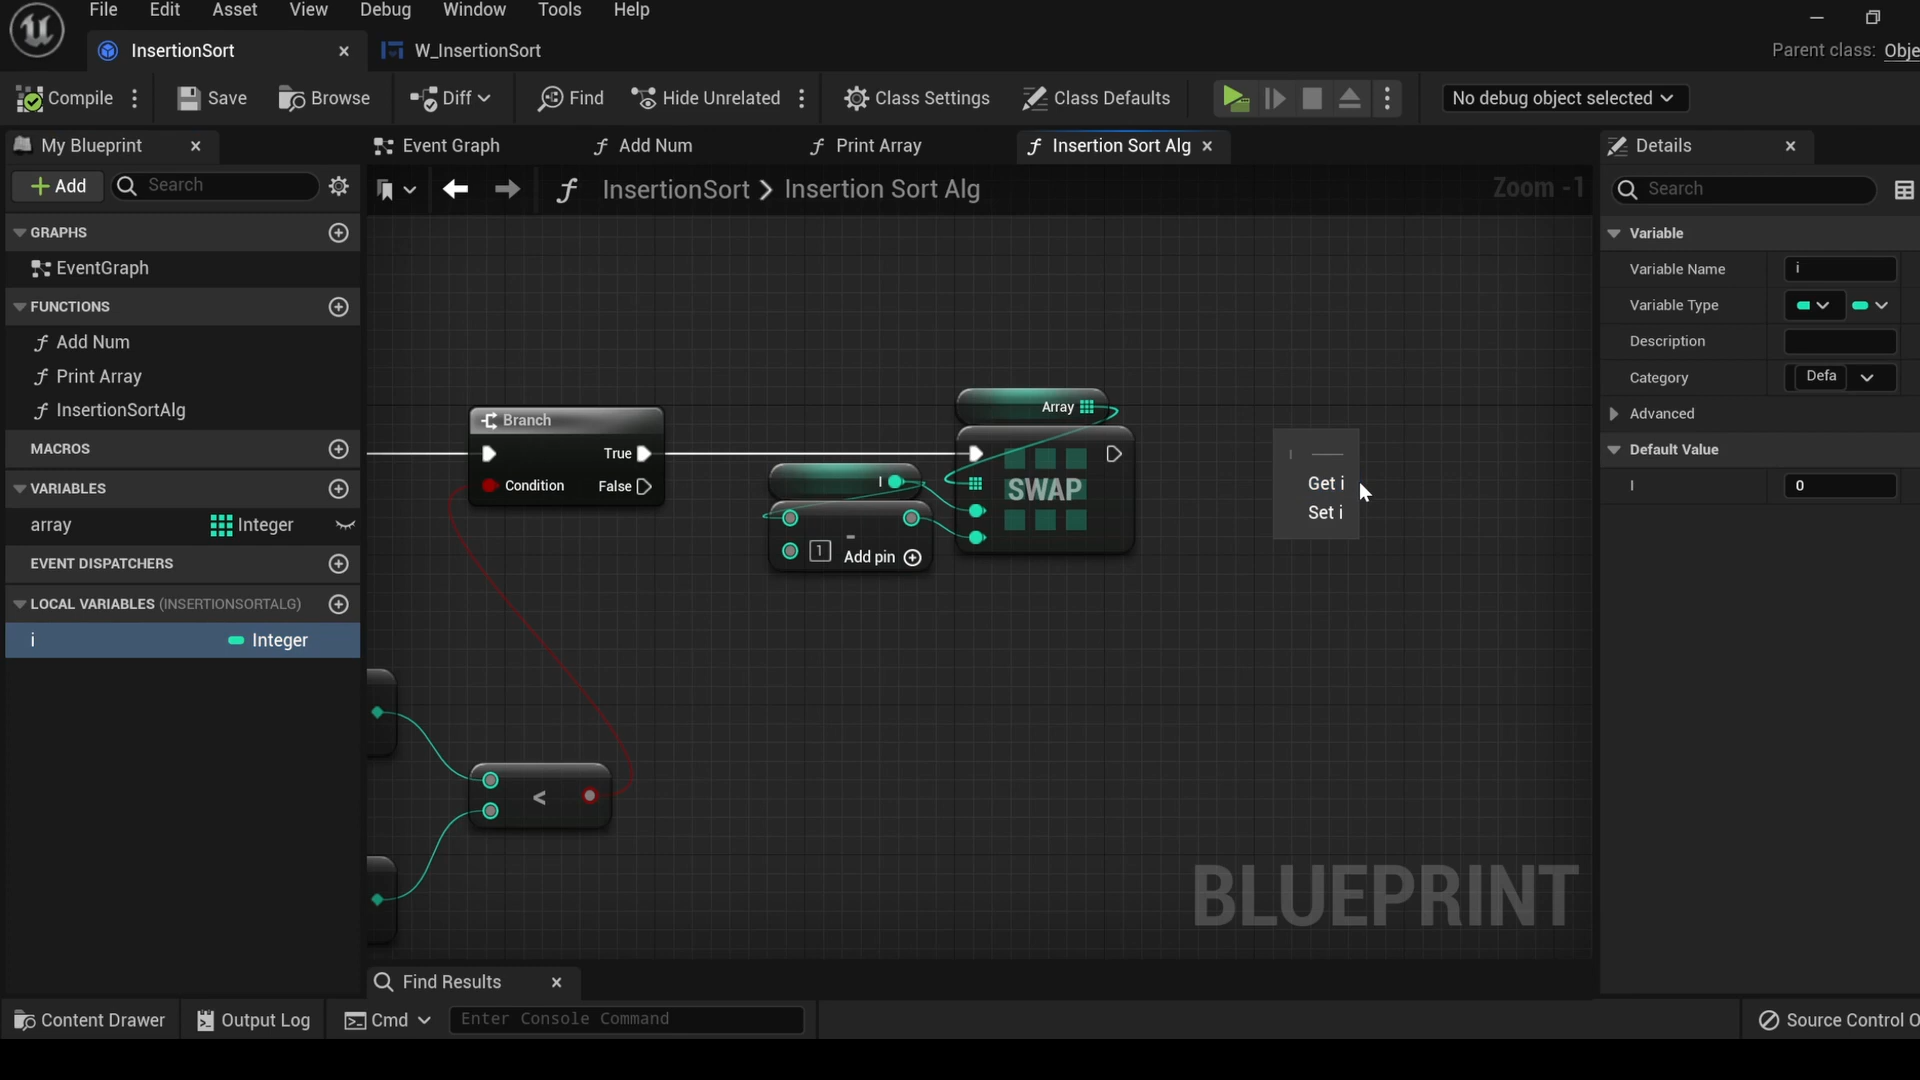 File Edit Asset View Debug Window Tools Help
InsertionSort W_InsertionSort Parent class: Obje
Compile Save Browse Diff Find Hide Unrelated Class Settings Class Defaults No debug object selected
My Blueprint Event Graph Add Num Print Array Insertion Sort Alg Details
Add Search InsertionSort > Insertion Sort Alg Zoom -1 Search
GRAPHS
EventGraph
FUNCTIONS
Add Num
Print Array
InsertionSortAlg
MACROS
VARIABLES
array Integer
EVENT DISPATCHERS
LOCAL VARIABLES (INSERTIONSORTALG)
i Integer
Branch
True
Condition False
Array
I
SWAP
-
1 Add pin
<
I
Get i
Set i
BLUEPRINT
Variable
Variable Name i
Variable Type
Description
Category Defa
Advanced
Default Value
I 0
Find Results
Content Drawer Output Log Cmd Enter Console Command Source Control O